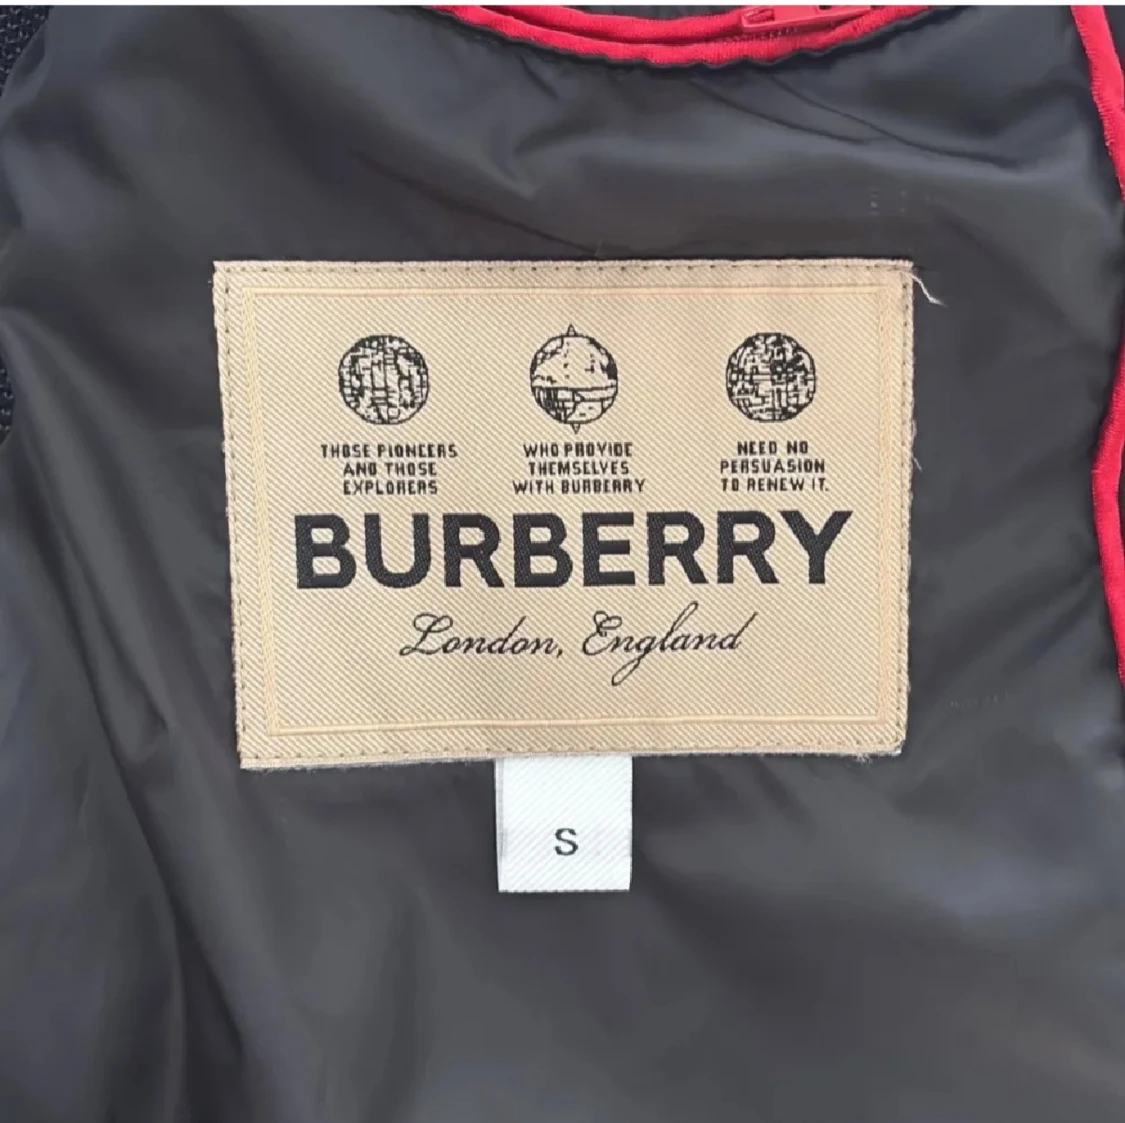 THOSE PIONEERS
AND THOSE
EXPLORERS
WHO PROVIDE
THEMSELVES
WITH BURBERRY
NEED NO
PERSUASION
TO RENEW IT.
BURBERRY
London, England
S